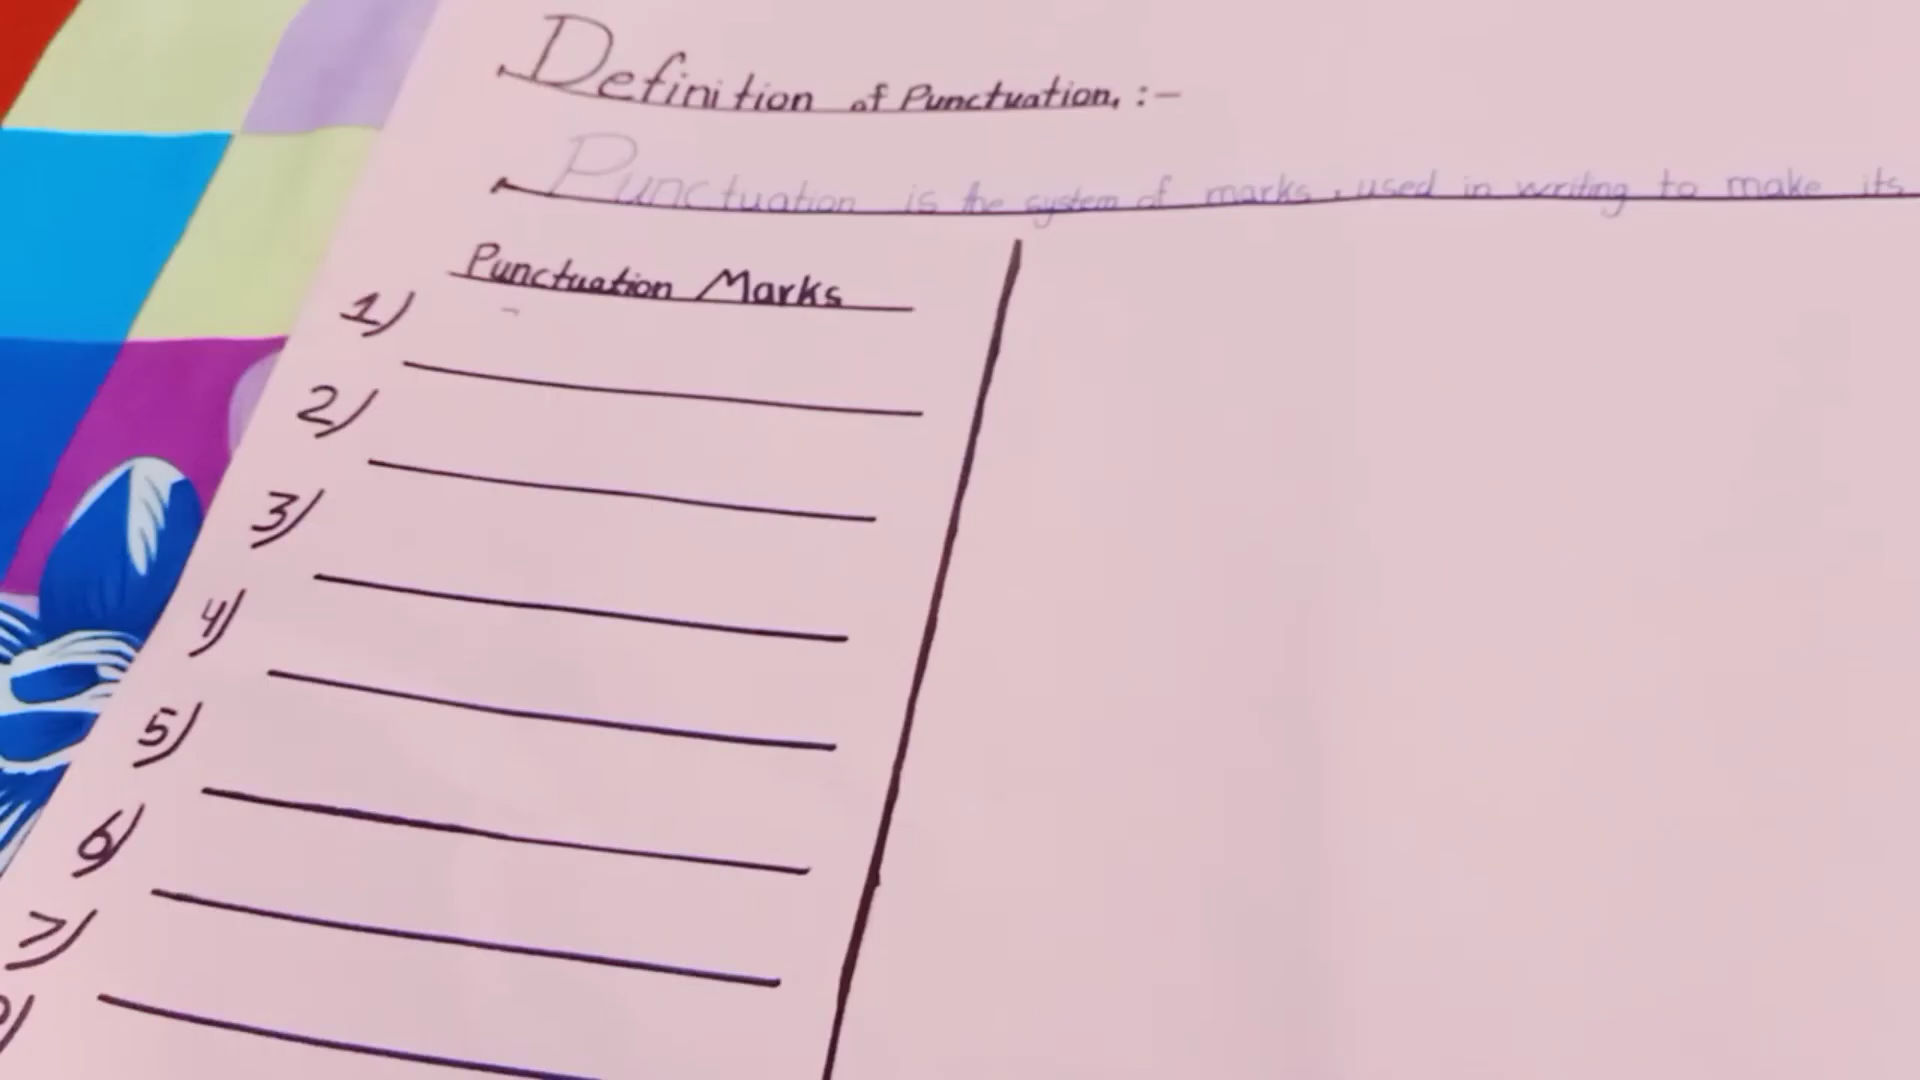 Definition of Punctuation, :-
Punctuation is the system of marks, used in writing to make its
Punctuation Marks
1)
2)
3)
4)
5)
6)
7)